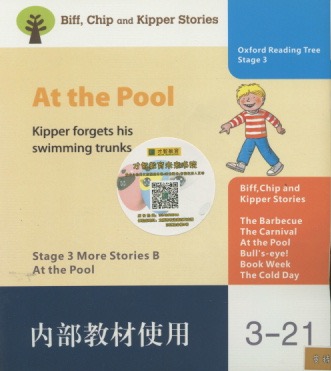 Biff, Chip and Kipper Stories
Oxford Reading Tree
Stage 3
At the Pool
Kipper forgets his
swimming trunks
Biff, Chip and
Kipper Stories
The Barbecue
The Carnival
At the Pool
Bull's-eye!
Book Week
The Cold Day
Stage 3 More Stories B
At the Pool
内部教材使用
3-21